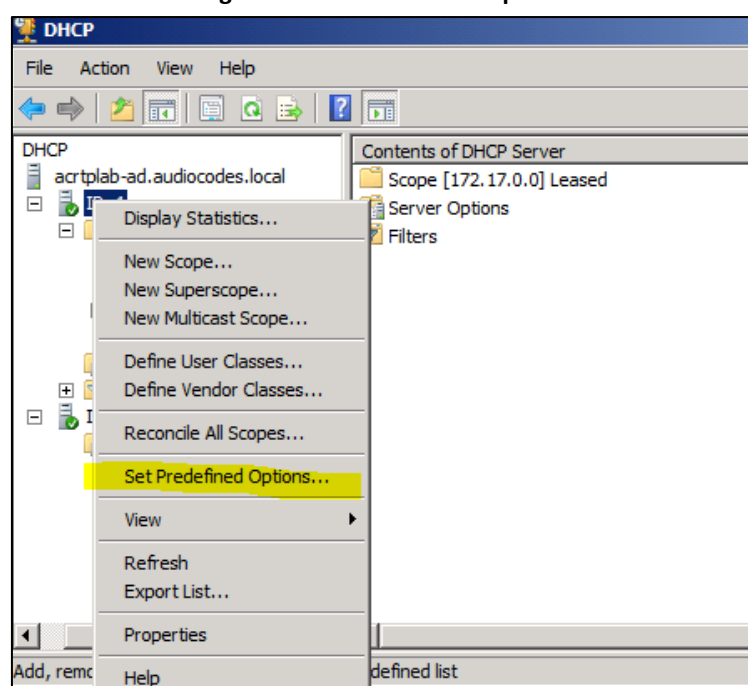 DHCP
File Action View Help
DHCP
acrtplab-ad.audiocodes.local
Contents of DHCP Server
Scope [172.17.0.0] Leased
Server Options
Filters
Display Statistics...
New Scope...
New Superscope...
New Multicast Scope...
Define User Classes...
Define Vendor Classes...
Reconcile All Scopes...
Set Predefined Options...
View
Refresh
Export List...
Properties
Help
Add, remo
defined list